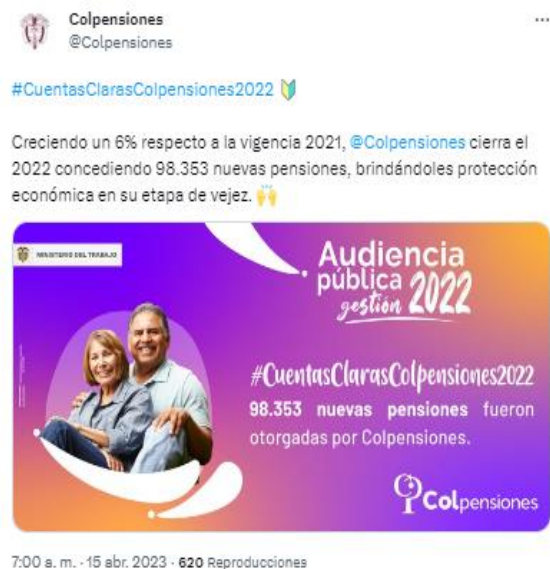 Colpensiones
@Colpensiones
#CuentasClarasColpensiones2022
Creciendo un 6% respecto a la vigencia 2021, @Colpensiones cierra el
2022 concediendo 98.353 nuevas pensiones, brindándoles protección
económica en su etapa de vejez.
MINISTERIO DEL TRABAJO
Audiencia
pública 2022
gestión
#CuentasClarasColpensiones2022
98.353 nuevas pensiones fueron
otorgadas por Colpensiones.
Colpensiones
7:00 a. m. · 15 abr. 2023 · 620 Reproducciones